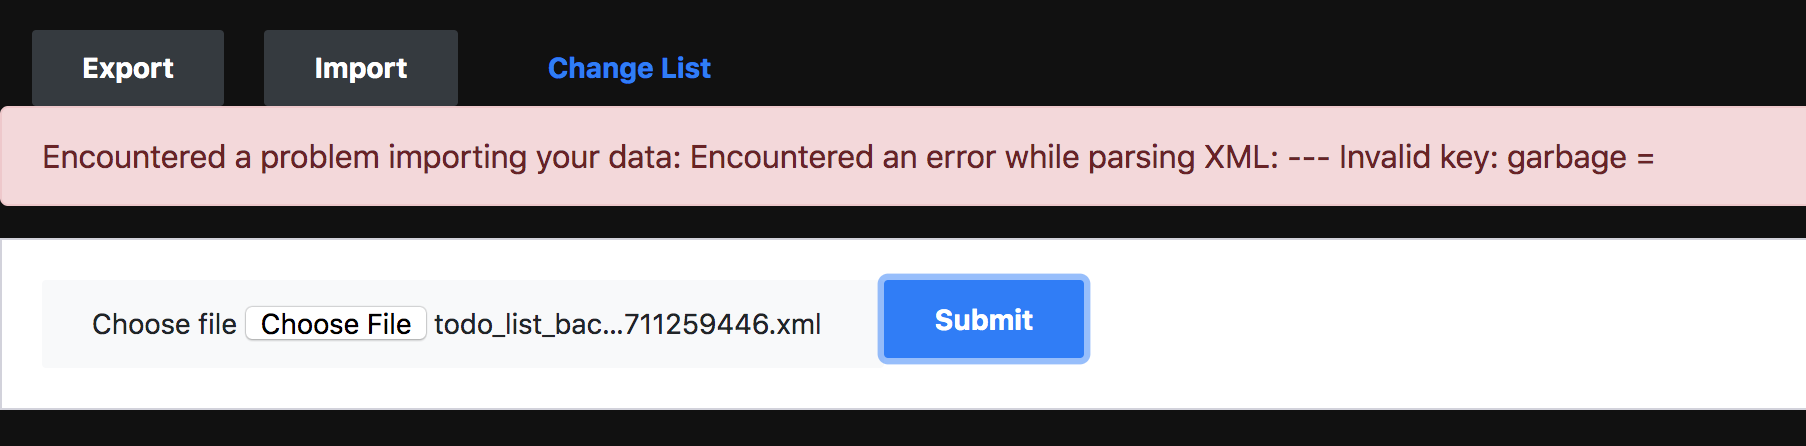 Export Import Change List
Encountered a problem importing your data: Encountered an error while parsing XML: --- Invalid key: garbage =
Choose file Choose File todo_list_bac...711259446.xml Submit